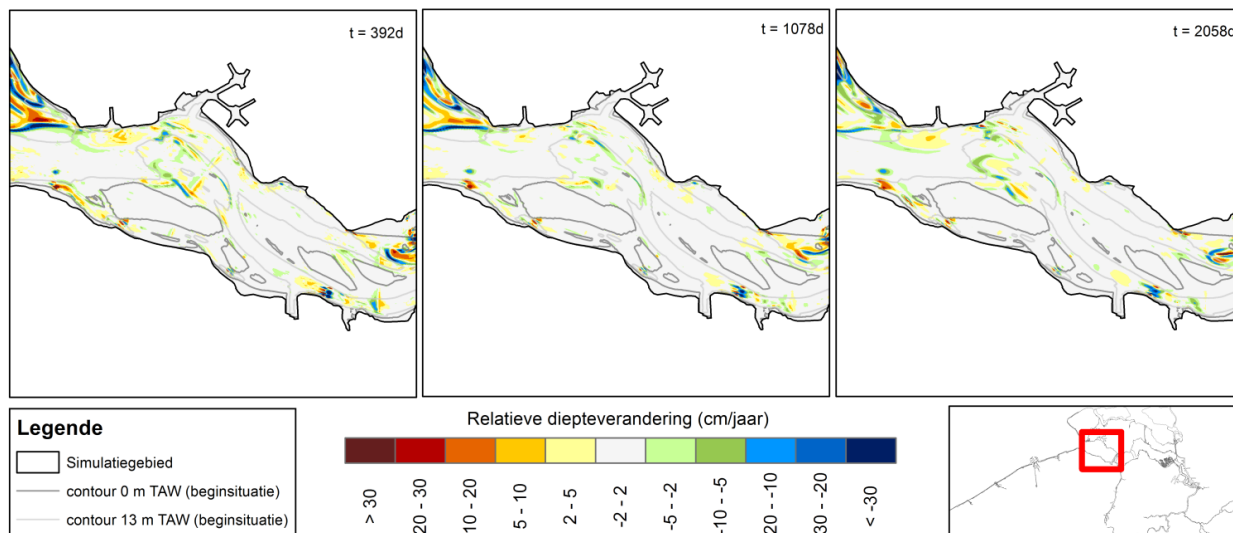 t = 392d
t = 1078d
t = 2058d
Legende
Simulatiegebied
contour 0 m TAW (beginsituatie)
contour 13 m TAW (beginsituatie)
Relatieve diepteverandering (cm/jaar)
> 30
20 - 30
10 - 20
5 - 10
2 - 5
-2 - 2
-5 - -2
-10 - -5
-20 - -10
-30 - -20
< -30